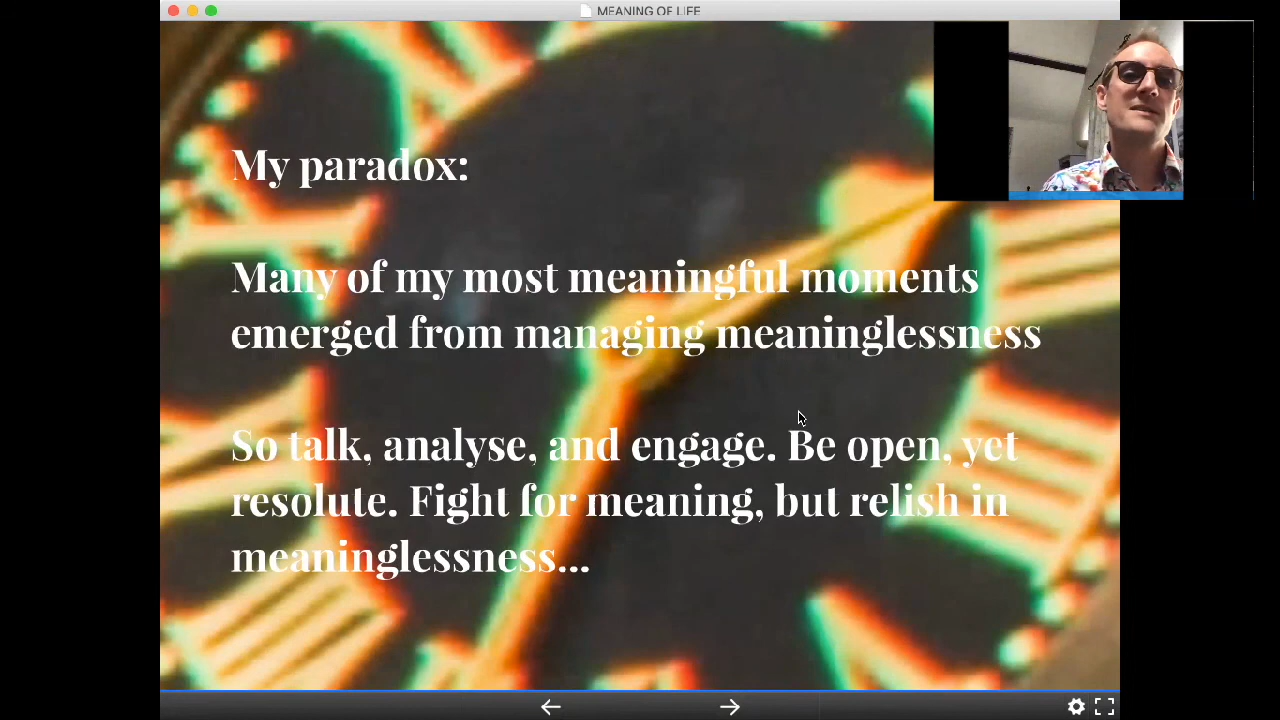 MEANING OF LIFE
My paradox:
Many of my most meaningful moments
emerged from managing meaninglessness
So talk, analyse, and engage. Be open, yet
resolute. Fight for meaning, but relish in
meaninglessness...